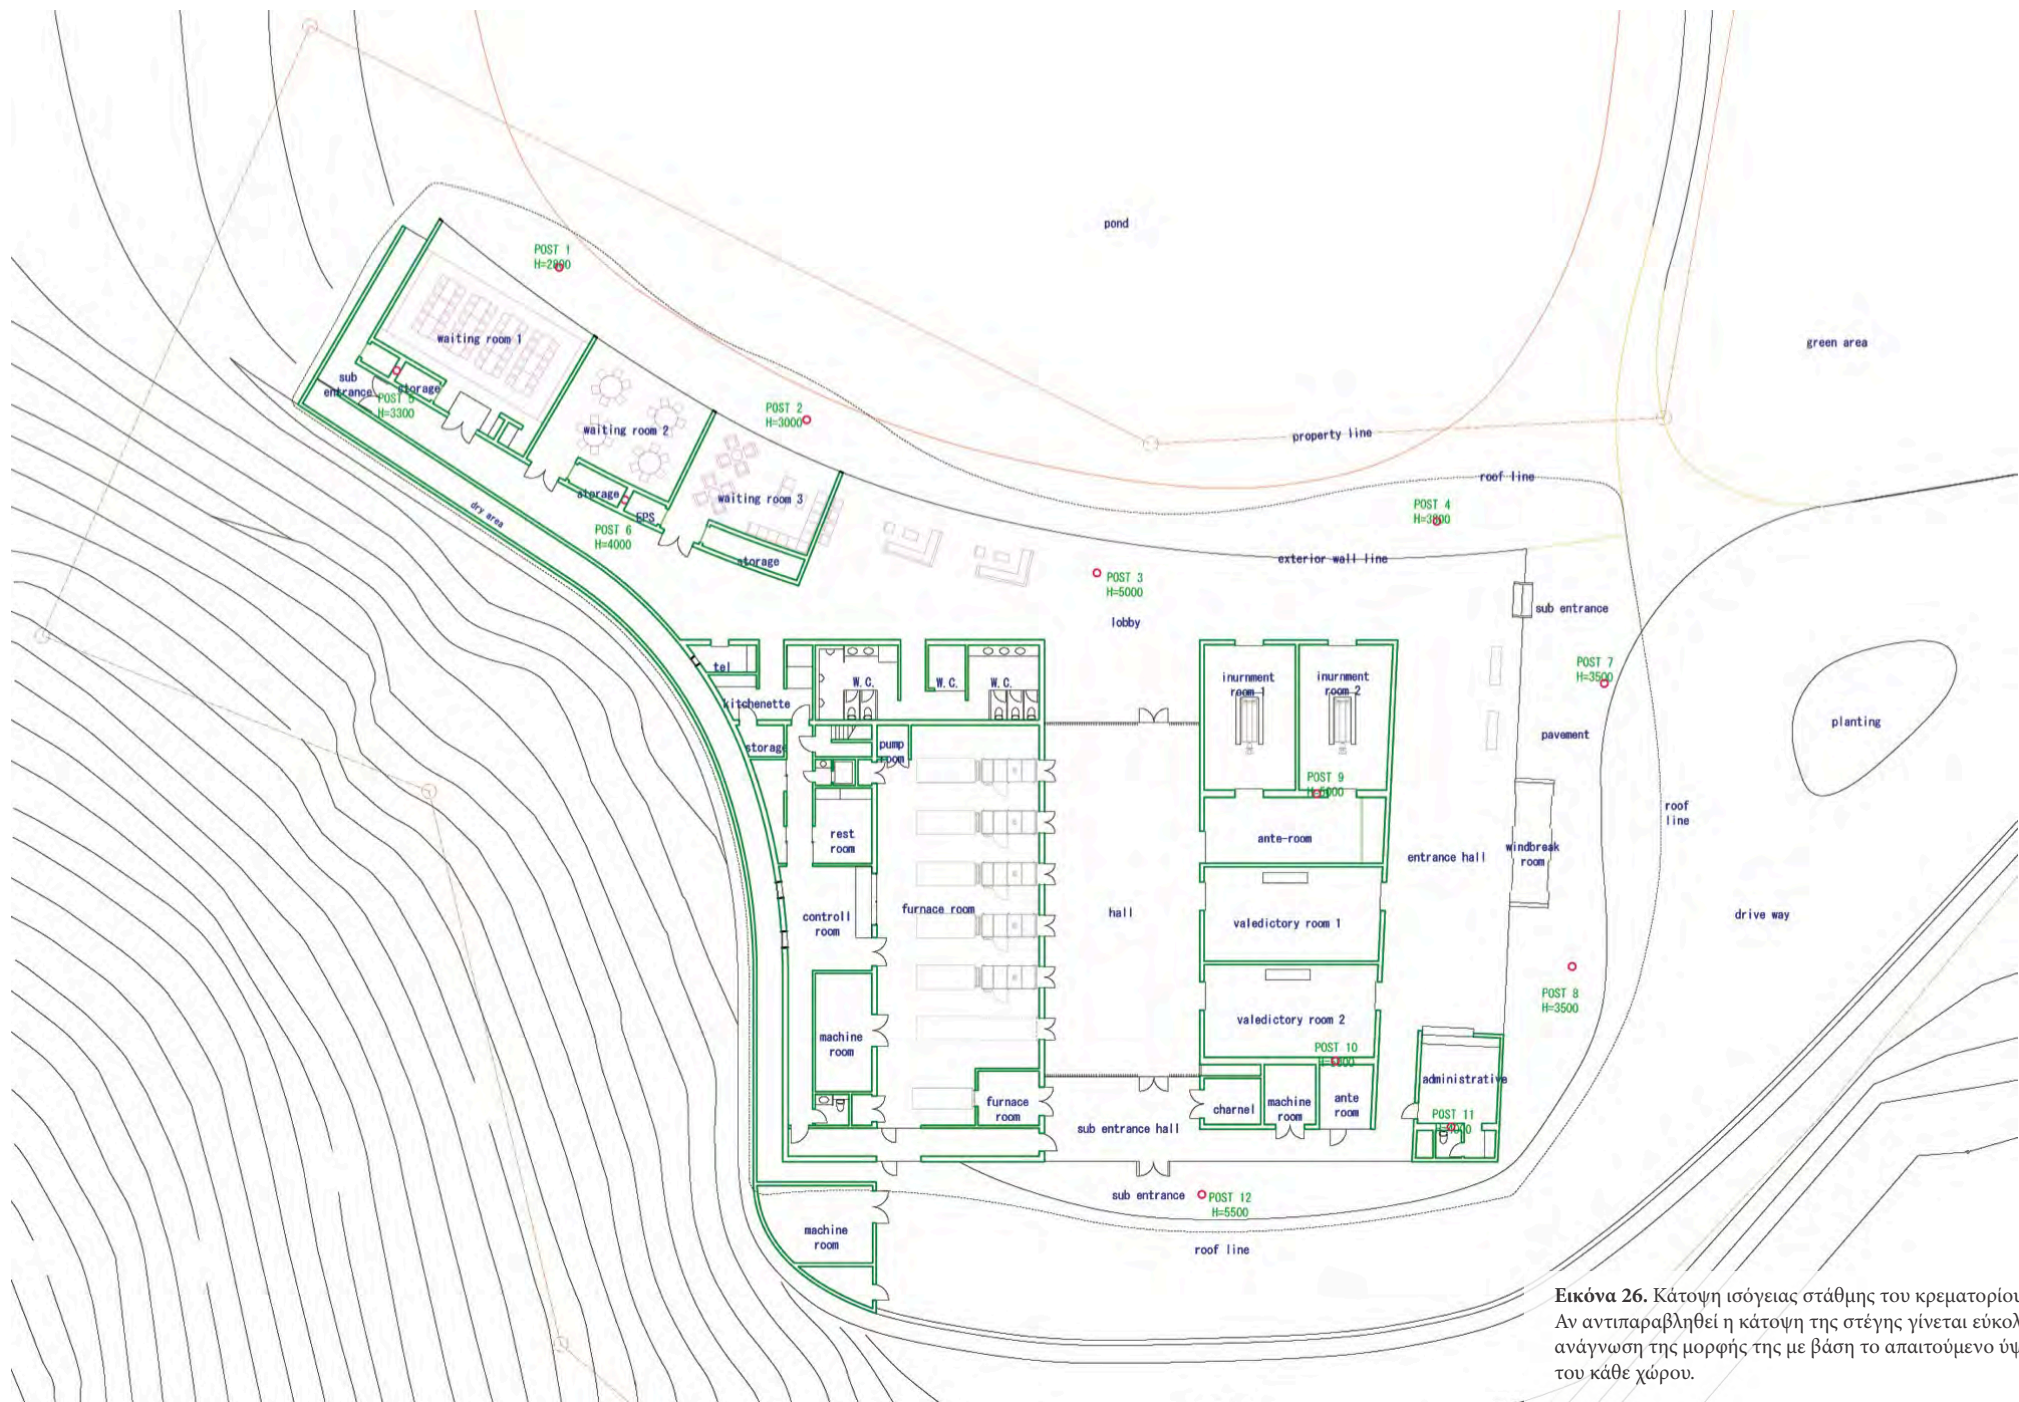 pond
POST 1
H=2800
green area
waiting room 1
sub
entrance
storage
POST 5
H=3300
POST 2
H=3000
waiting room 2
property line
roof line
waiting room 3
storage
EPS
POST 6
H=4000
dry area
storage
POST 4
exterior wall line
POST 3
H=5000
lobby
sub entrance
tel
W.C.
W.C.
W.C.
kitchenette
storage
pump
room
inurnment
room 1
inurnment
room 2
POST 7
H=3500
planting
pavement
POST 9
ante-room
rest
room
roof
line
windbreak
room
entrance hall
furnace room
controll
room
hall
valedictory room 1
drive way
valedictory room 2
POST 8
H=3500
machine
room
POST 10
administrative
furnace
room
charnel
machine
room
ante
room
POST 11
sub entrance hall
sub entrance
POST 12
H=5500
machine
room
roof line
Εικόνα 26. Κάτοψη ισόγειας στάθμης του κρεματορίου
Αν αντιπαραβληθεί η κάτοψη της στέγης γίνεται εύκολ
ανάγνωση της μορφής της με βάση το απαιτούμενο ύψ
του κάθε χώρου.